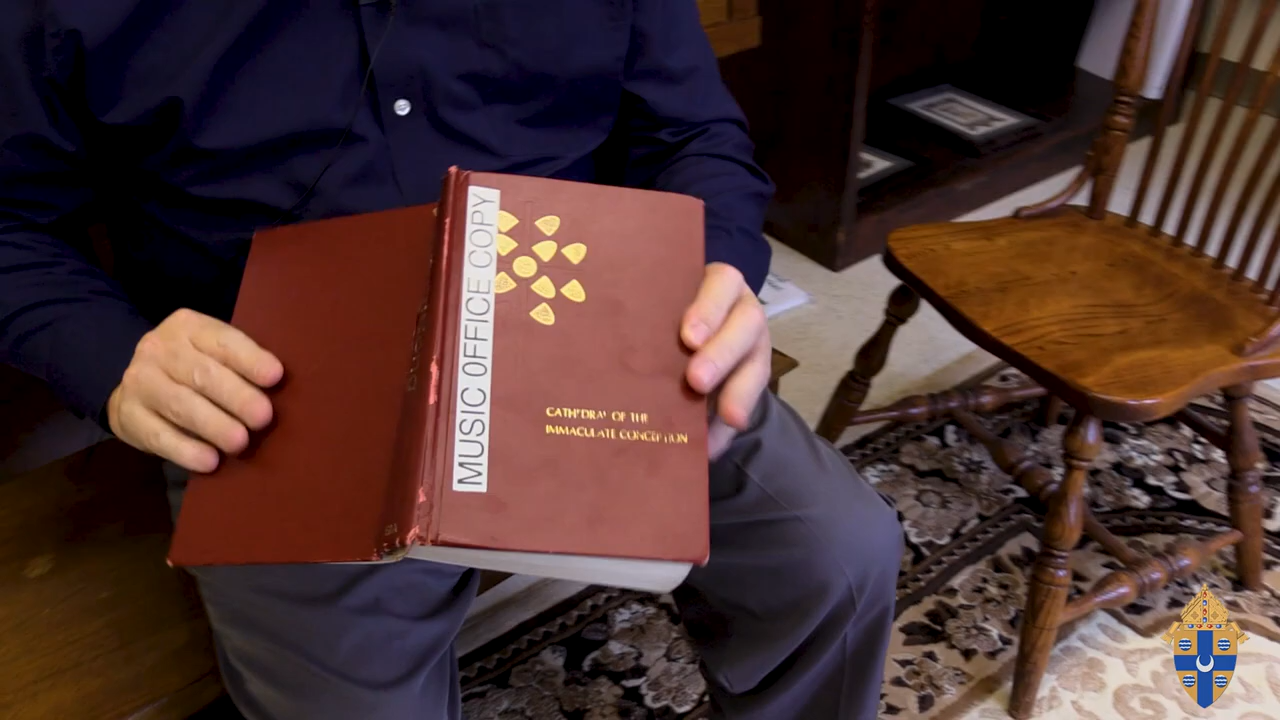 MUSIC OFFICE COPY
CATHEDRAL OF THE
IMMACULATE CONCEPTION